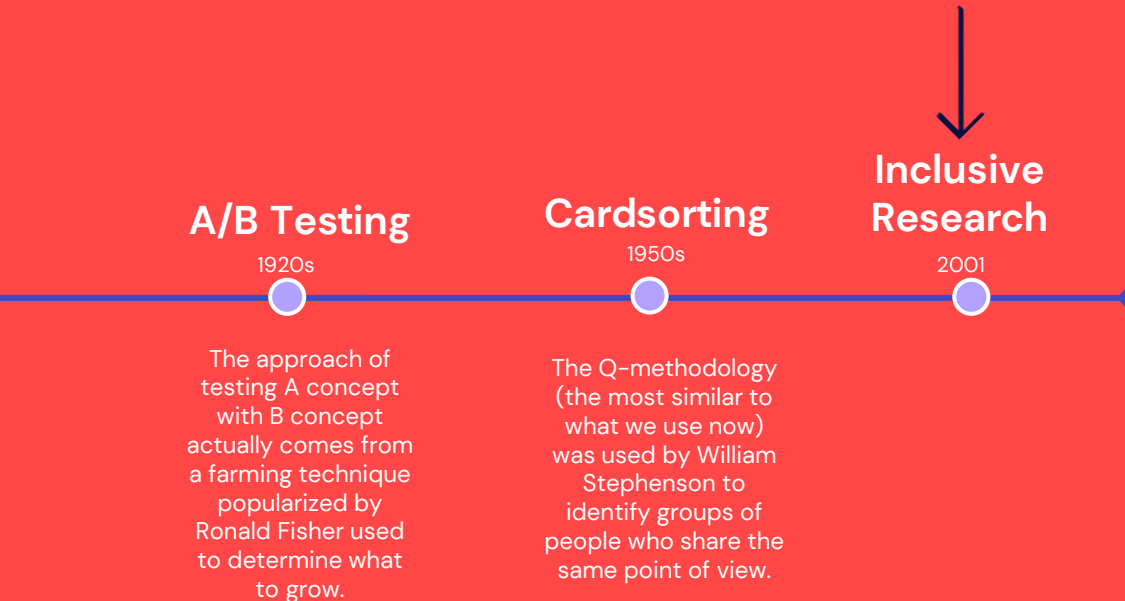 A/B Testing
1920s
The approach of
testing A concept
with B concept
actually comes from
a farming technique
popularized by
Ronald Fisher used
to determine what
to grow.
Cardsorting
1950s
The Q-methodology
(the most similar to
what we use now)
was used by William
Stephenson to
identify groups of
people who share the
same point of view.
Inclusive
Research
2001